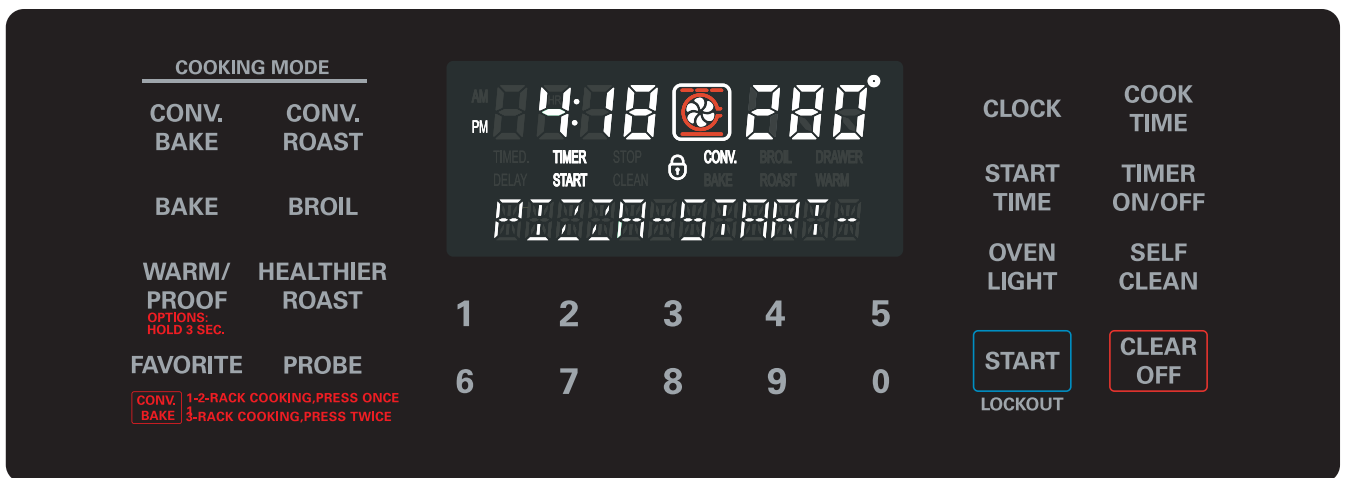 COOKING MODE
CONV.
BAKE
CONV.
ROAST
BAKE
BROIL
WARM/
PROOF
OPTIONS:
HOLD 3 SEC.
HEALTHIER
ROAST
FAVORITE
PROBE
CONV.
BAKE
1-2-RACK COOKING,PRESS ONCE
1
3-RACK COOKING,PRESS TWICE
AM
HR
PM
4:18
280°
TIMED. TIMER STOP CONV. BROIL DRAWER
DELAY START CLEAN BAKE ROAST WARM
PIZZA-START-
1 2 3 4 5
6 7 8 9 0
CLOCK
COOK
TIME
START
TIME
TIMER
ON/OFF
OVEN
LIGHT
SELF
CLEAN
START
LOCKOUT
CLEAR
OFF